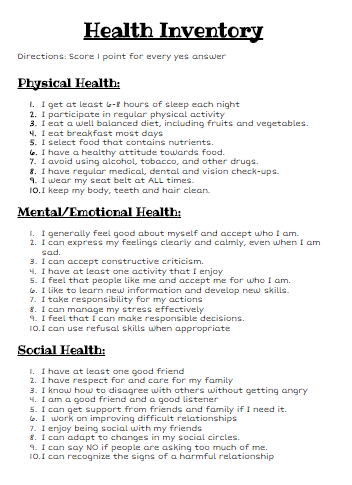 Health Inventory
Directions: Score 1 point for every yes answer
Physical Health:
1. I get at least 6-8 hours of sleep each night
2. I participate in regular physical activity
3. I eat a well balanced diet, including fruits and vegetables.
4. I eat breakfast most days
5. I select food that contains nutrients.
6. I have a healthy attitude towards food.
7. I avoid using alcohol, tobacco, and other drugs.
8. I have regular medical, dental and vision check-ups.
9. I wear my seat belt at ALL times.
10. I keep my body, teeth and hair clean.
Mental/Emotional Health:
1. I generally feel good about myself and accept who I am.
2. I can express my feelings clearly and calmly, even when I am
sad.
3. I can accept constructive criticism.
4. I have at least one activity that I enjoy
5. I feel that people like me and accept me for who I am.
6. I like to learn new information and develop new skills.
7. I take responsibility for my actions
8. I can manage my stress effectively
9. I feel that I can make responsible decisions.
10. I can use refusal skills when appropriate
Social Health:
1. I have at least one good friend
2. I have respect for and care for my family
3. I know how to disagree with others without getting angry
4. I am a good friend and a good listener
5. I can get support from friends and family if I need it.
6. I work on improving difficult relationships
7. I enjoy being social with my friends
8. I can adapt to changes in my social circles.
9. I can say NO if people are asking too much of me.
10. I can recognize the signs of a harmful relationship